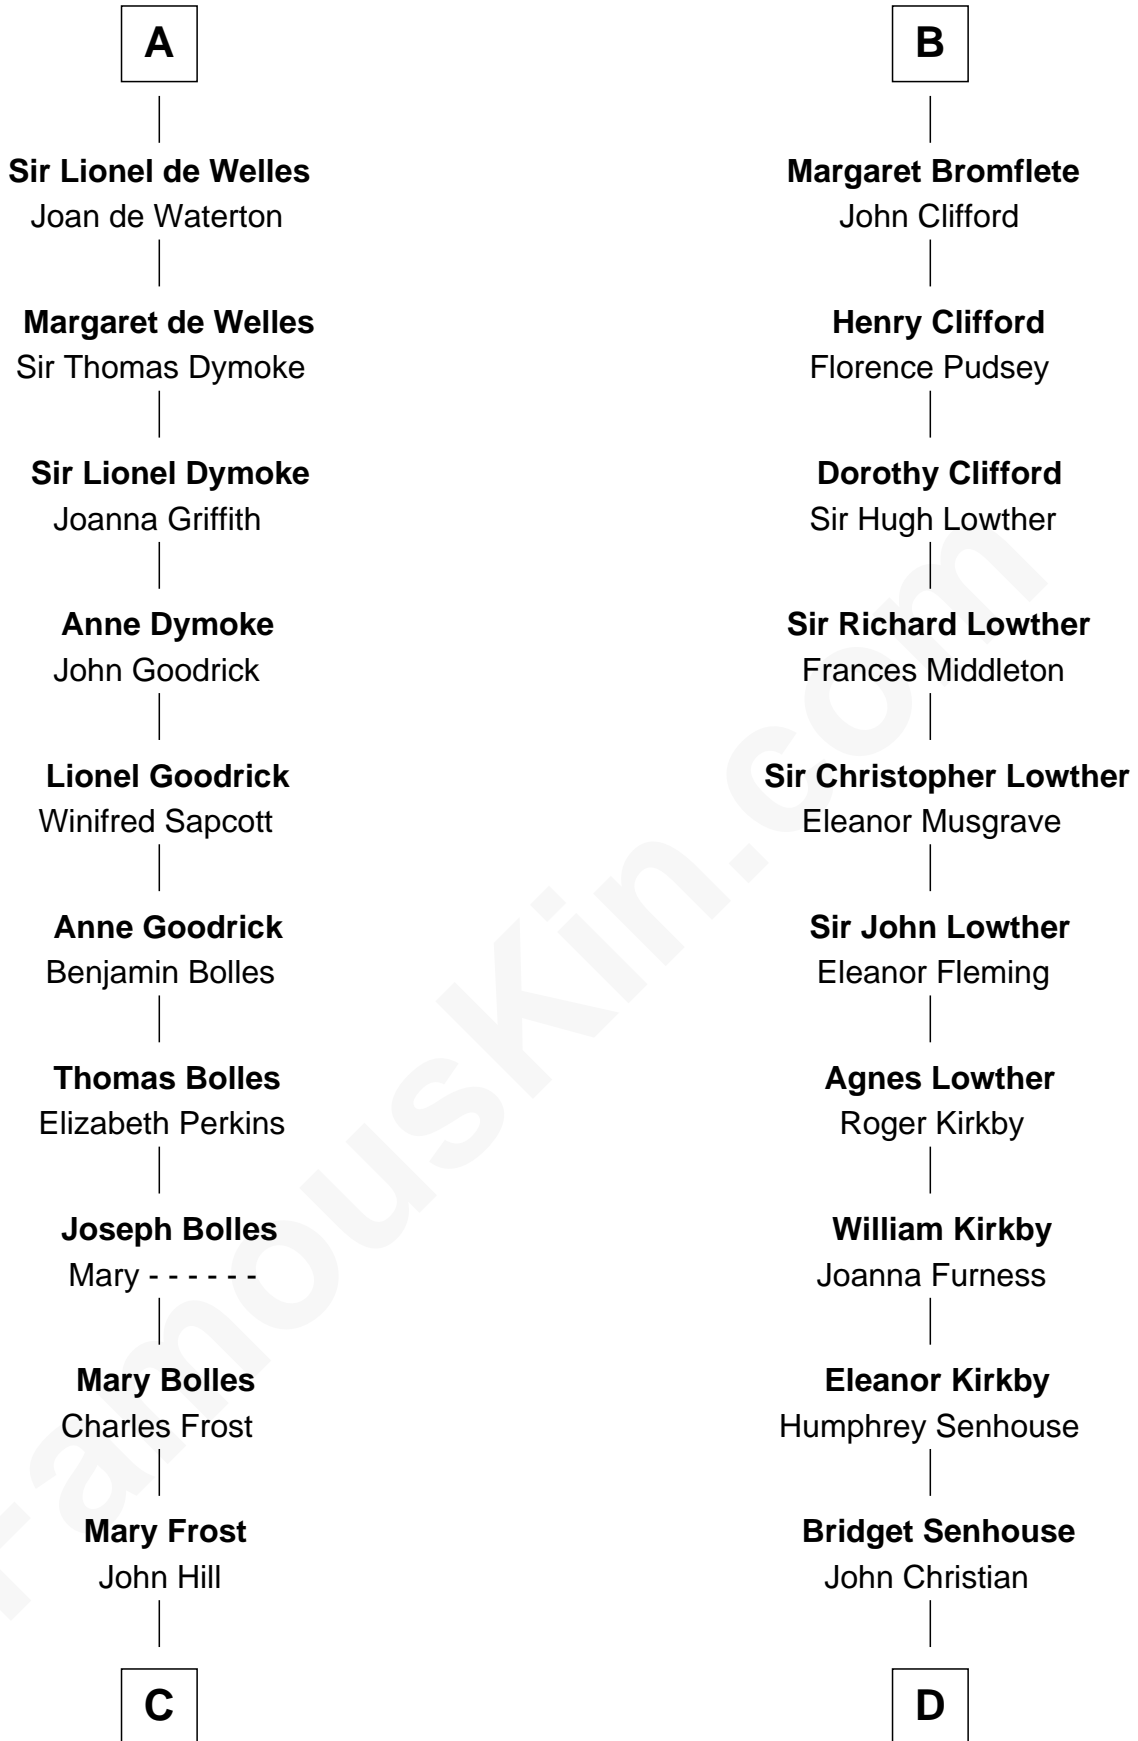 A
Sir Lionel de Welles
Joan de Waterton
Margaret de Welles
Sir Thomas Dymoke
Sir Lionel Dymoke
Joanna Griffith
Anne Dymoke
John Goodrick
Lionel Goodrick
Winifred Sapcott
Anne Goodrick
Benjamin Bolles
Thomas Bolles
Elizabeth Perkins
Joseph Bolles
Mary - - - - - -
Mary Bolles
Charles Frost
Mary Frost
John Hill
C
B
Margaret Bromflete
John Clifford
Henry Clifford
Florence Pudsey
Dorothy Clifford
Sir Hugh Lowther
Sir Richard Lowther
Frances Middleton
Sir Christopher Lowther
Eleanor Musgrave
Sir John Lowther
Eleanor Fleming
Agnes Lowther
Roger Kirkby
William Kirkby
Joanna Furness
Eleanor Kirkby
Humphrey Senhouse
Bridget Senhouse
John Christian
D
FamousKin.com